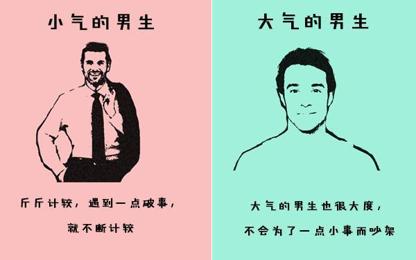 小气的男生
斤斤计较，遇到一点破事，
就不断计较
大气的男生
大气的男生也很大度，
不会为了一点小事而吵架